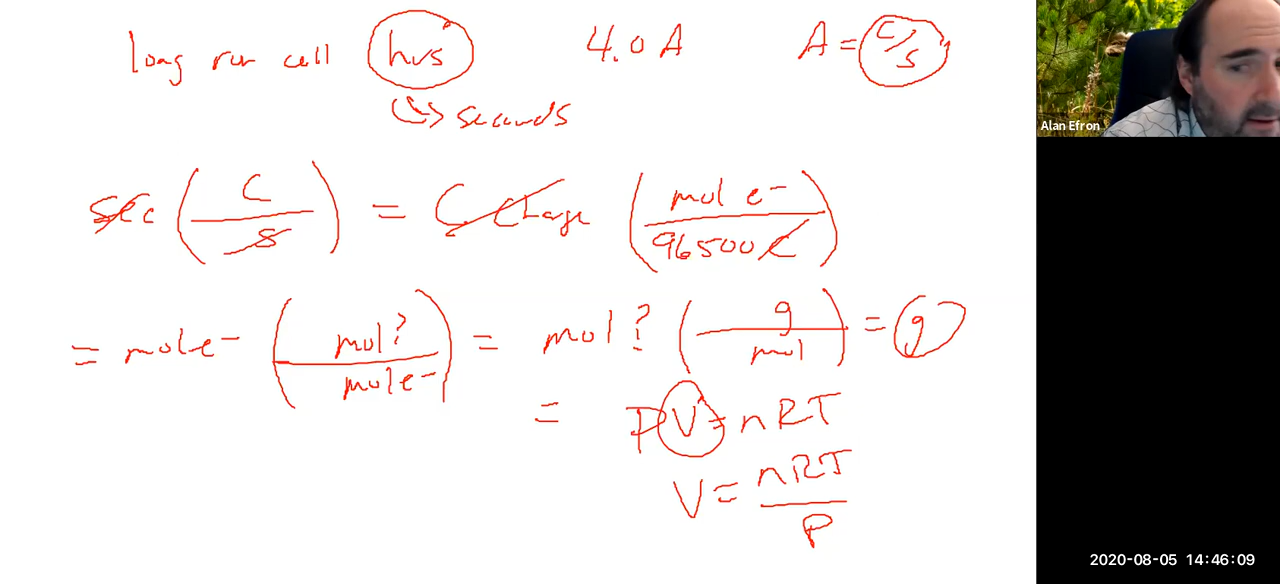 long run cell hrs 4.0 A A = C/S
↳ seconds
sec ( C / s ) = C charge ( mol e- / 96500 C )
= mol e- ( mol? / mol e- ) = mol? ( g / mol ) = g
= PV = nRT
V = nRT / P
Alan Efron
2020-08-05 14:46:09